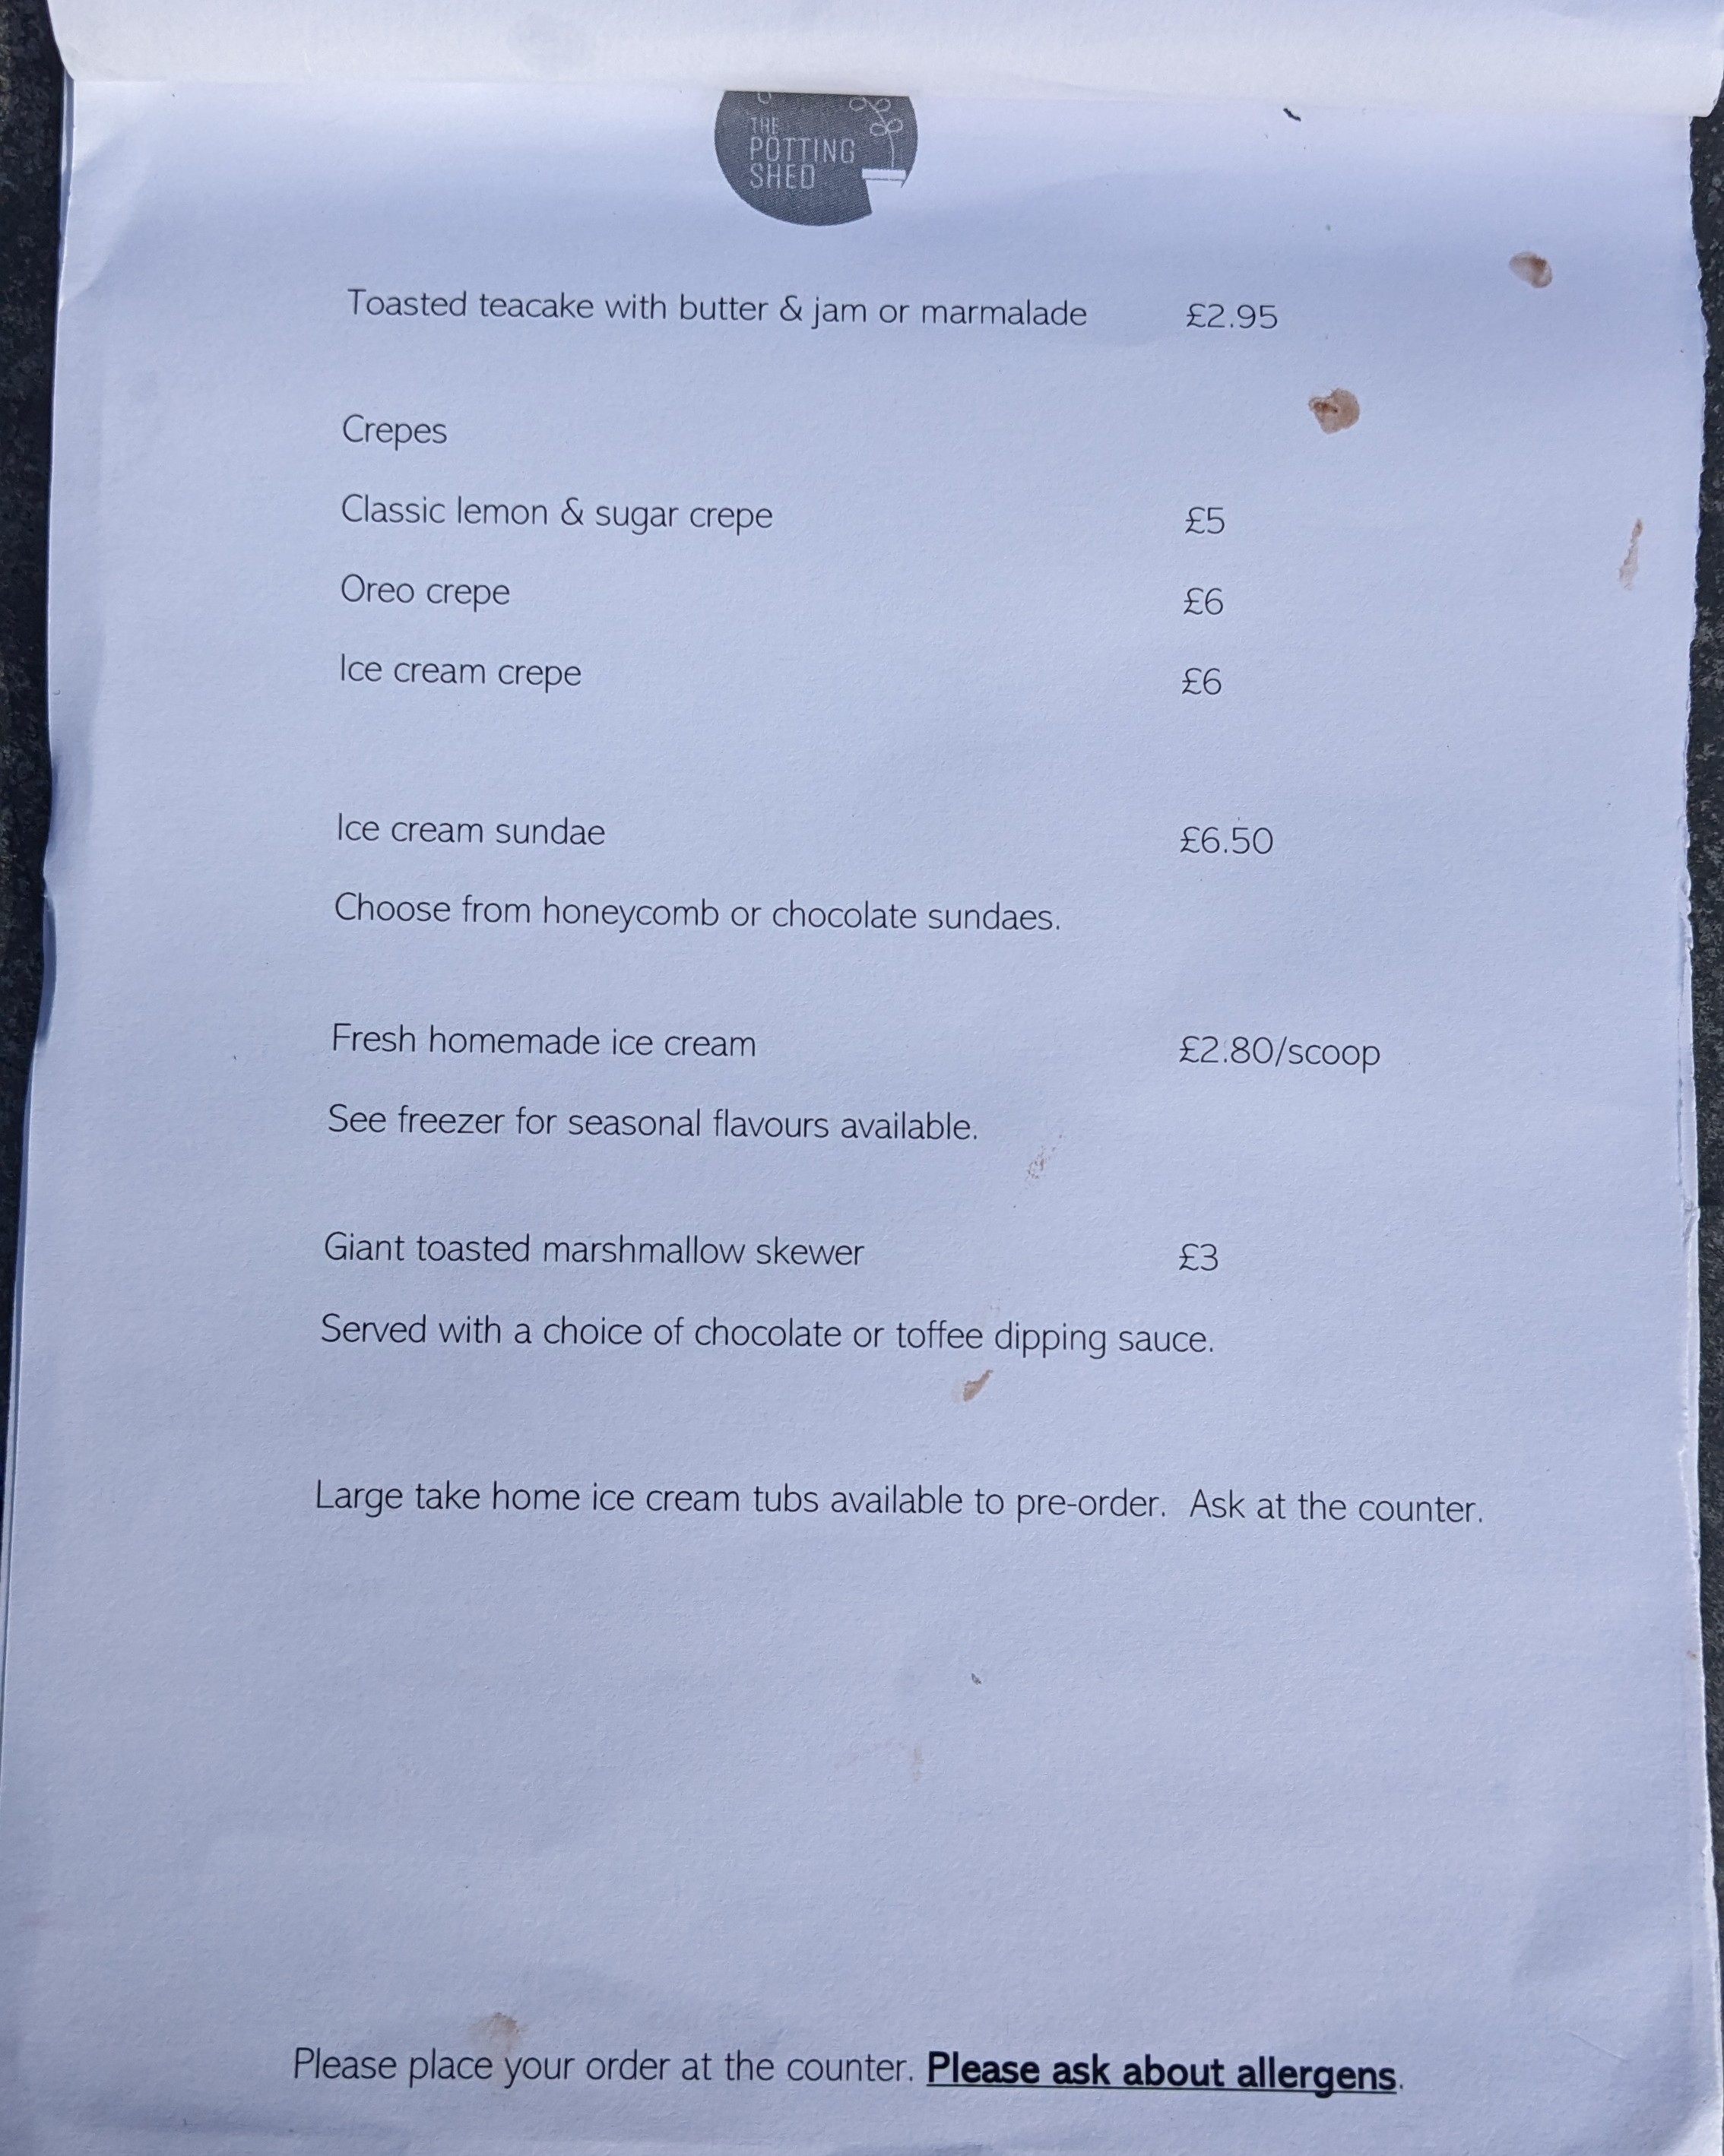 THE
POTTING
SHED
Toasted teacake with butter & jam or marmalade £2.95
Crepes
Classic lemon & sugar crepe £5
Oreo crepe £6
Ice cream crepe £6
Ice cream sundae £6.50
Choose from honeycomb or chocolate sundaes.
Fresh homemade ice cream £2.80/scoop
See freezer for seasonal flavours available.
Giant toasted marshmallow skewer £3
Served with a choice of chocolate or toffee dipping sauce.
Large take home ice cream tubs available to pre-order. Ask at the counter.
Please place your order at the counter. Please ask about allergens.